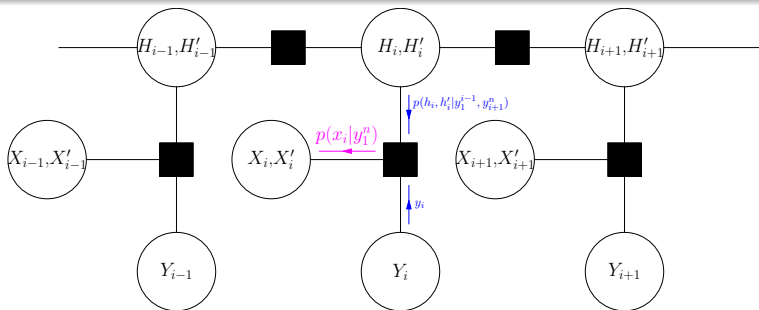 H_{i−1},H′_{i−1} H_i,H′_i H_{i+1},H′_{i+1}
p(h_i, h′_i|y_1^{i−1}, y_{i+1}^n)
p(x_i|y_1^n)
X_{i−1},X′_{i−1} X_i,X′_i X_{i+1},X′_{i+1}
y_i
Y_{i−1} Y_i Y_{i+1}